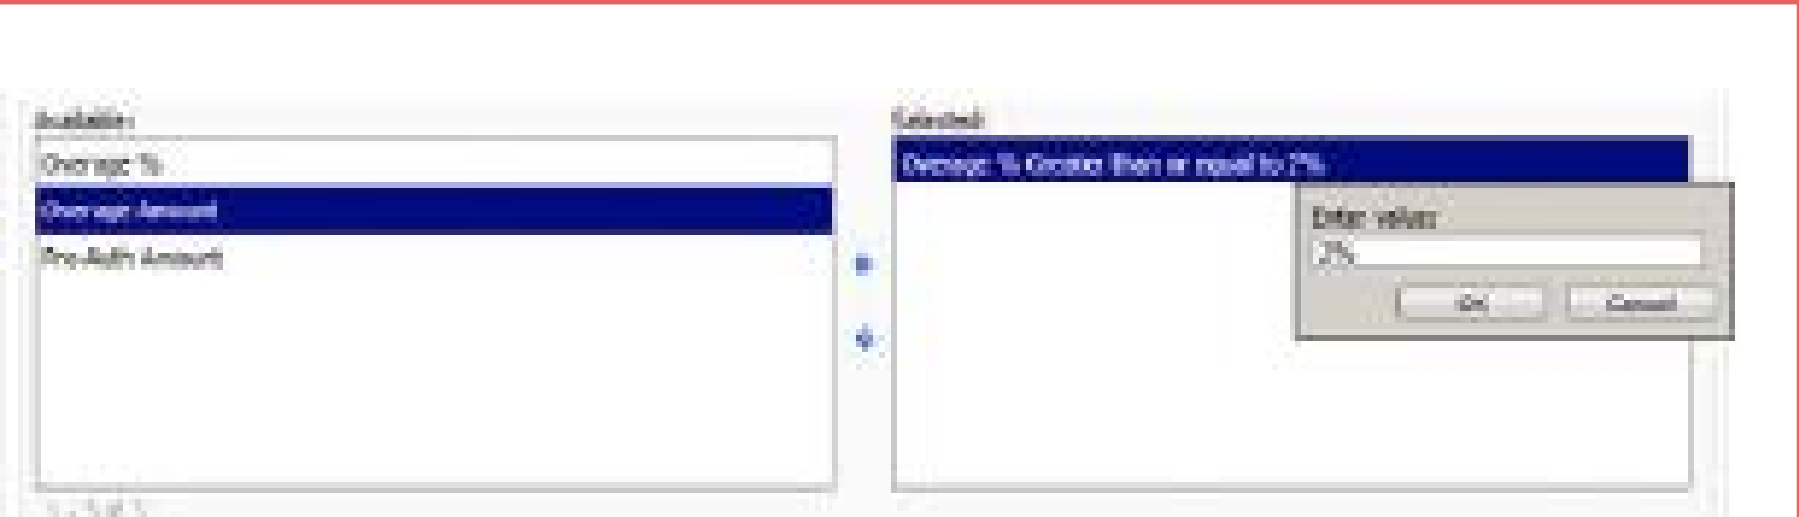 Available:
Overage %
Overage Amount
Pre-Auth Amount
Selected:
Overage % Greater than or equal to 2%
Enter value:
2%
OK
Cancel